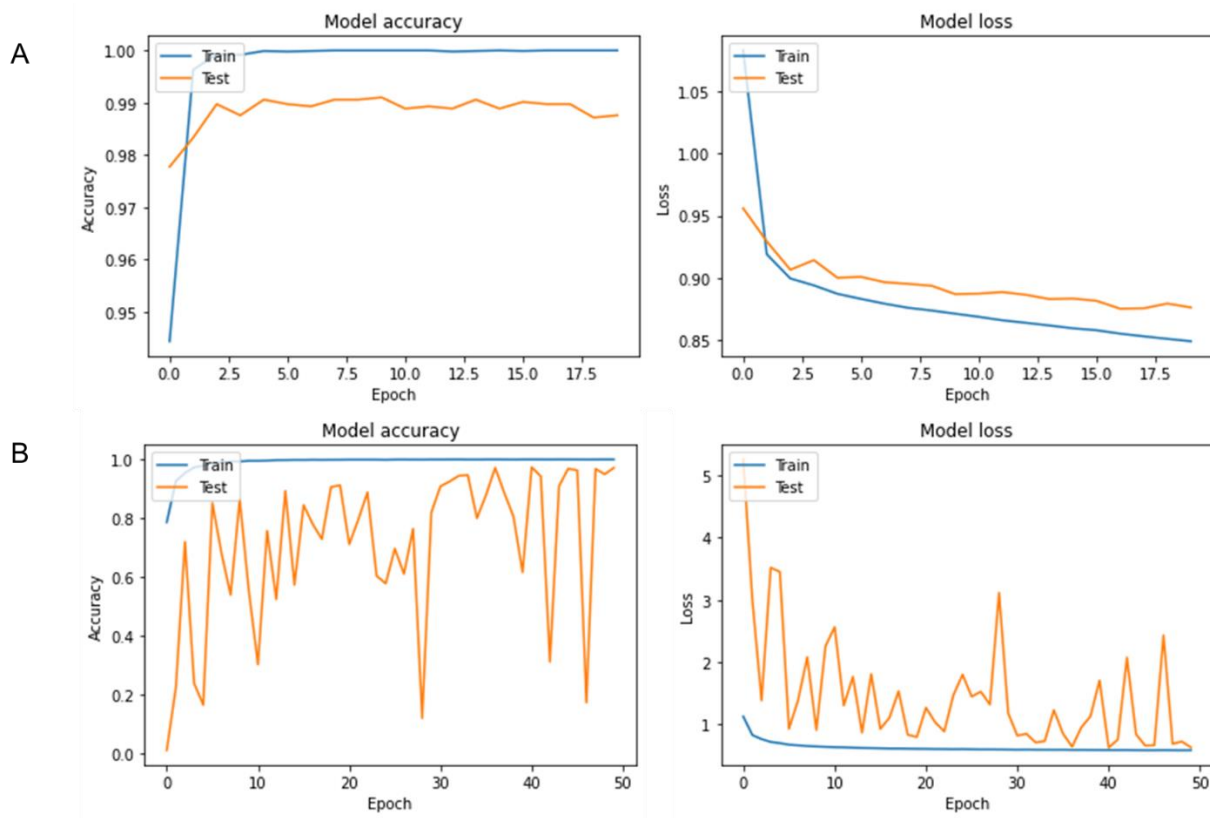 A
Model accuracy
Train
Test
1.00
0.99
0.98
0.97
0.96
0.95
Accuracy
0.0 2.5 5.0 7.5 10.0 12.5 15.0 17.5
Epoch
Model loss
Train
Test
1.05
1.00
0.95
0.90
0.85
Loss
0.0 2.5 5.0 7.5 10.0 12.5 15.0 17.5
Epoch
B
Model accuracy
Train
Test
1.0
0.8
0.6
0.4
0.2
0.0
Accuracy
0 10 20 30 40 50
Epoch
Model loss
Train
Test
5
4
3
2
1
Loss
0 10 20 30 40 50
Epoch